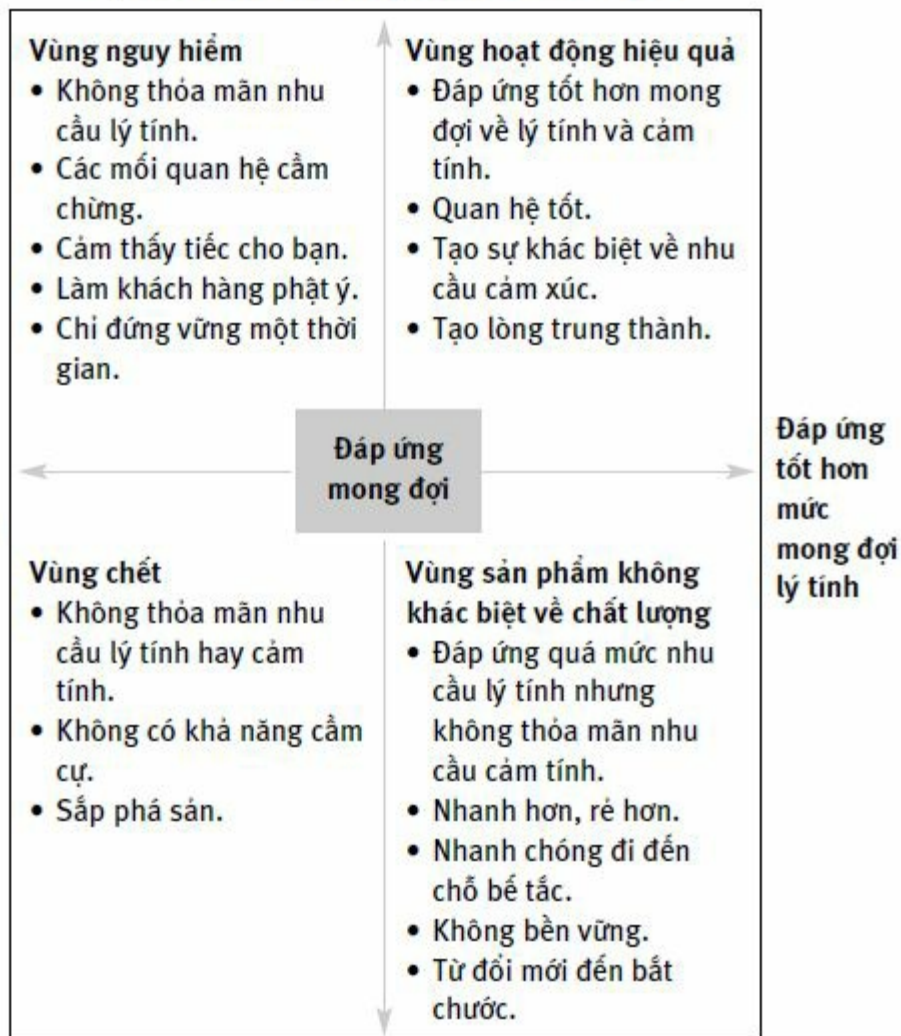 Vùng nguy hiểm
• Không thỏa mãn nhu
cầu lý tính.
• Các mối quan hệ cầm
chừng.
• Cảm thấy tiếc cho bạn.
• Làm khách hàng phật ý.
• Chỉ đứng vững một thời
gian.
Vùng hoạt động hiệu quả
• Đáp ứng tốt hơn mong
đợi về lý tính và cảm
tính.
• Quan hệ tốt.
• Tạo sự khác biệt về nhu
cầu cảm xúc.
• Tạo lòng trung thành.
Đáp ứng
mong đợi
Đáp ứng
tốt hơn
mức
mong đợi
lý tính
Vùng chết
• Không thỏa mãn nhu
cầu lý tính hay cảm
tính.
• Không có khả năng cầm
cự.
• Sắp phá sản.
Vùng sản phẩm không
khác biệt về chất lượng
• Đáp ứng quá mức nhu
cầu lý tính nhưng
không thỏa mãn nhu
cầu cảm tính.
• Nhanh hơn, rẻ hơn.
• Nhanh chóng đi đến
chỗ bế tắc.
• Không bền vững.
• Từ đổi mới đến bắt
chước.